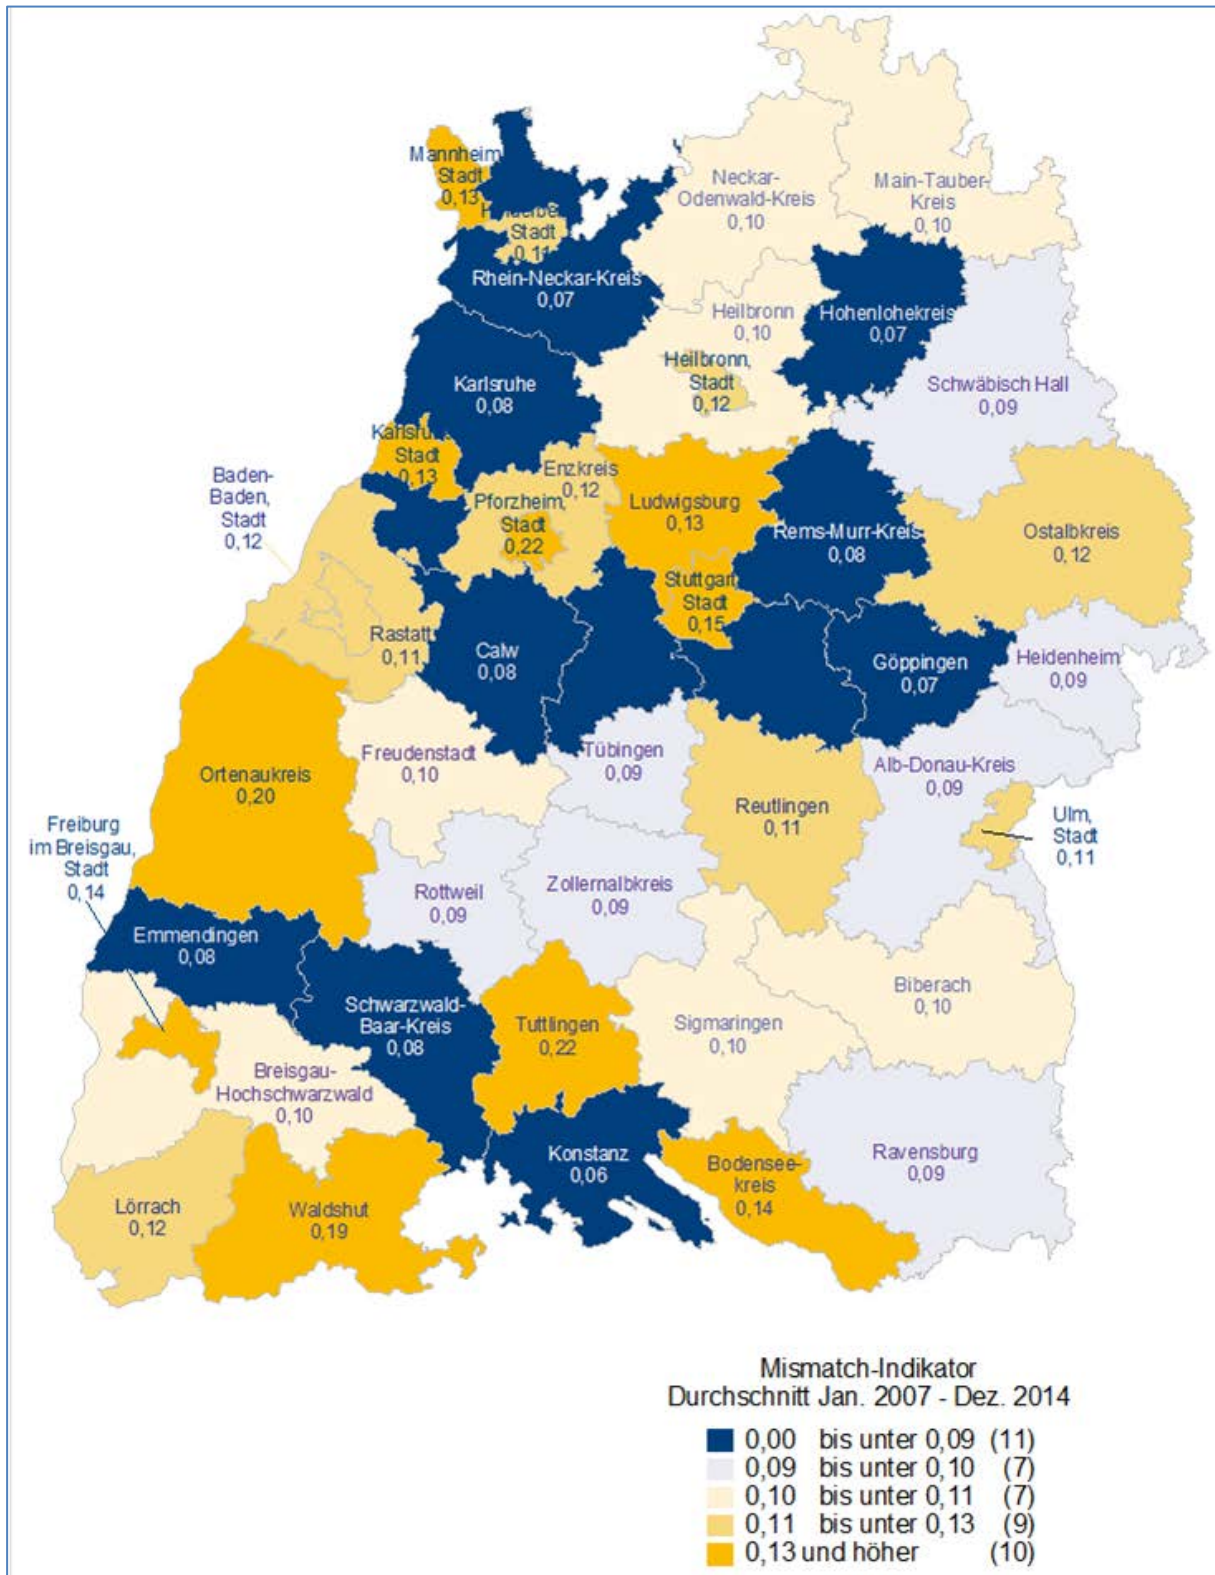 Mannheim
Stadt
0,13
Stadt
0,11
Rhein-Neckar-Kreis
0,07
Neckar-
Odenwald-Kreis
0,10
Main-Tauber-
Kreis
0,10
Heilbronn
0,10
Hohenlohekreis
0,07
Heilbronn,
Stadt
0,12
Karlsruhe
0,08
Schwäbisch Hall
0,09
Stadt
0,13
Baden-
Baden,
Stadt
0,12
Enzkreis
0,12
Pforzheim,
Stadt
0,22
Ludwigsburg
0,13
Rems-Murr-Kreis
0,08
Ostalbkreis
0,12
Stuttgart,
Stadt
0,15
Rastatt
0,11
Calw
0,08
Göppingen
0,07
Heidenheim
0,09
Freudenstadt
0,10
Tübingen
0,09
Alb-Donau-Kreis
0,09
Ortenaukreis
0,20
Reutlingen
0,11
Ulm,
Stadt
0,11
Freiburg
im Breisgau,
Stadt
0,14
Rottweil
0,09
Zollernalbkreis
0,09
Emmendingen
0,08
Biberach
0,10
Schwarzwald-
Baar-Kreis
0,08
Tuttlingen
0,22
Sigmaringen
0,10
Breisgau-
Hochschwarzwald
0,10
Konstanz
0,06
Bodensee-
kreis
0,14
Ravensburg
0,09
Lörrach
0,12
Waldshut
0,19
Mismatch-Indikator
Durchschnitt Jan. 2007 - Dez. 2014
0,00 bis unter 0,09 (11)
0,09 bis unter 0,10 (7)
0,10 bis unter 0,11 (7)
0,11 bis unter 0,13 (9)
0,13 und höher (10)